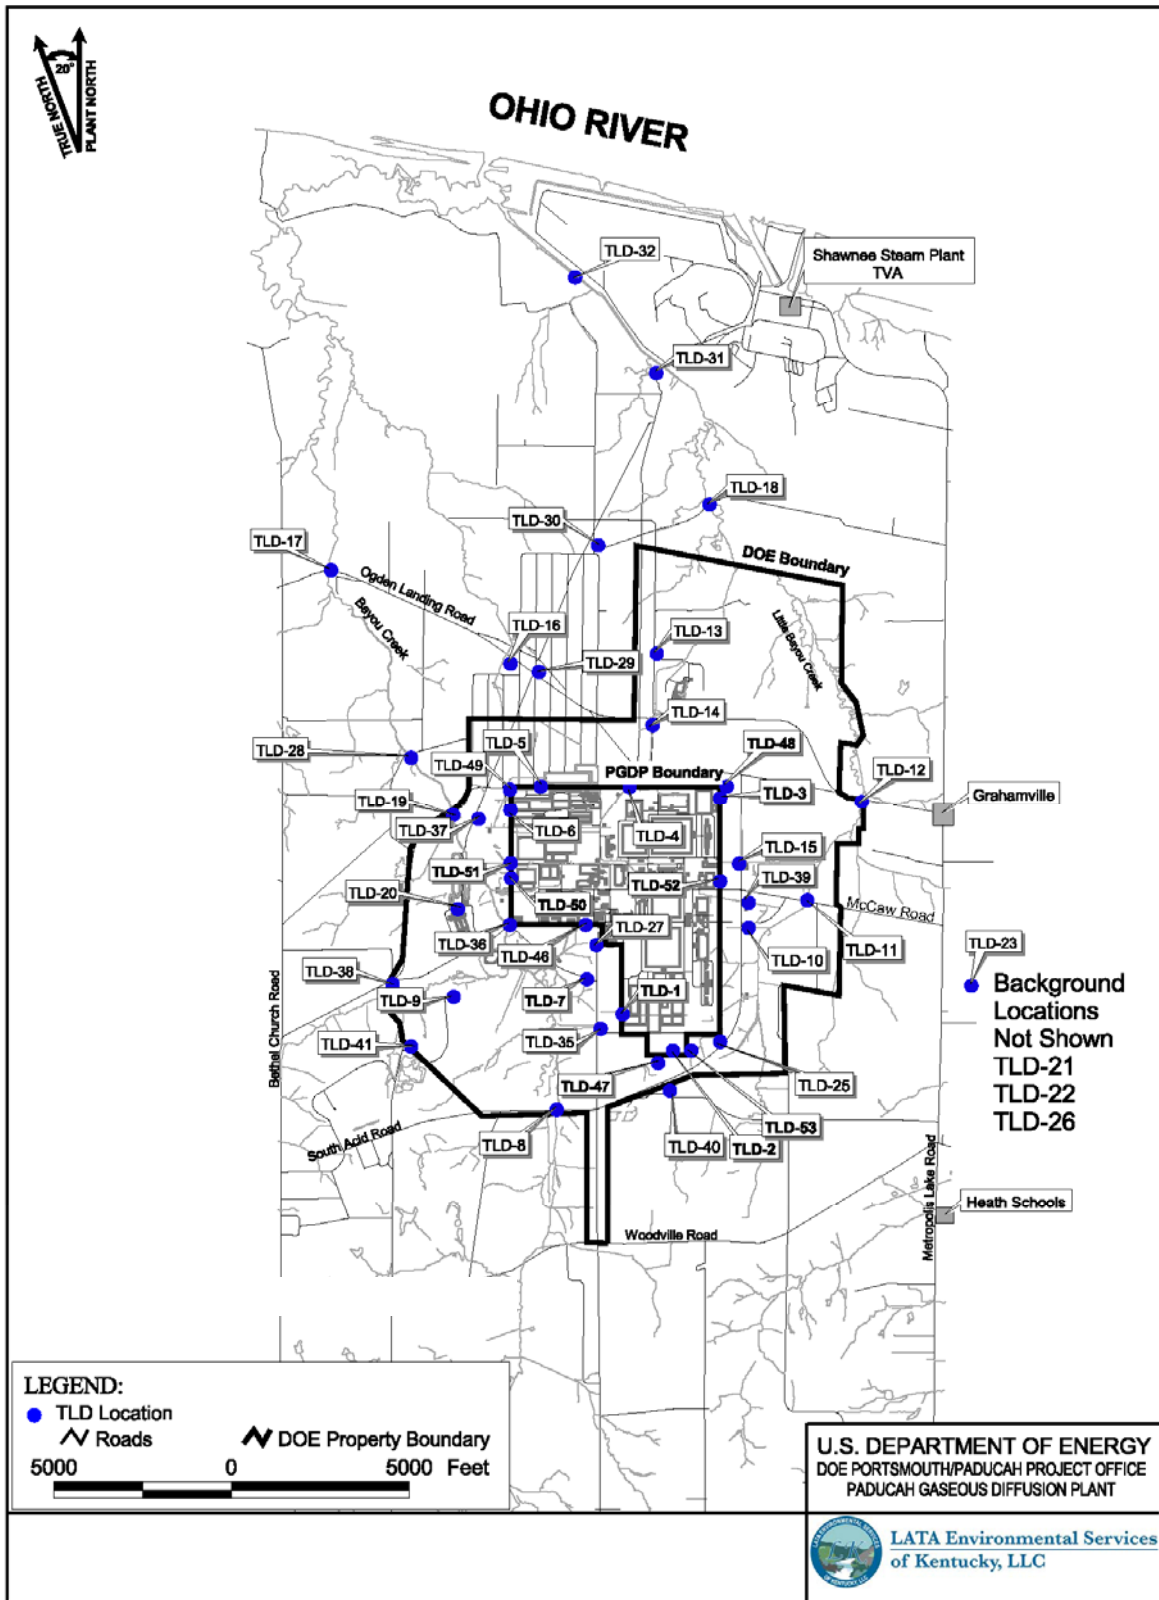 TRUE NORTH
20°
PLANT NORTH
OHIO RIVER
TLD-32
Shawnee Steam Plant
TVA
TLD-31
TLD-18
TLD-30
TLD-17
DOE Boundary
Ogden Landing Road
Bayou Creek
TLD-16
TLD-13
Little Bayou Creek
TLD-29
TLD-14
TLD-28
TLD-5
TLD-48
TLD-49
PGDP Boundary
TLD-12
TLD-3
Grahamville
TLD-19
TLD-37
TLD-6
TLD-4
TLD-15
TLD-51
TLD-52
TLD-39
TLD-20
TLD-50
McCaw Road
TLD-27
TLD-36
TLD-46
TLD-10
TLD-11
TLD-23
TLD-38
TLD-9
TLD-7
TLD-1
Background
Locations
Not Shown
TLD-21
TLD-22
TLD-26
Bethel Church Road
TLD-41
TLD-35
TLD-47
TLD-25
South Acid Road
TLD-8
TLD-40
TLD-2
TLD-53
Metropolis Lake Road
Heath Schools
Woodville Road
LEGEND:
TLD Location
Roads
DOE Property Boundary
5000 0 5000 Feet
U.S. DEPARTMENT OF ENERGY
DOE PORTSMOUTH/PADUCAH PROJECT OFFICE
PADUCAH GASEOUS DIFFUSION PLANT
LATA ENVIRONMENTAL SERVICES
OF KENTUCKY, LLC
LATA Environmental Services
of Kentucky, LLC